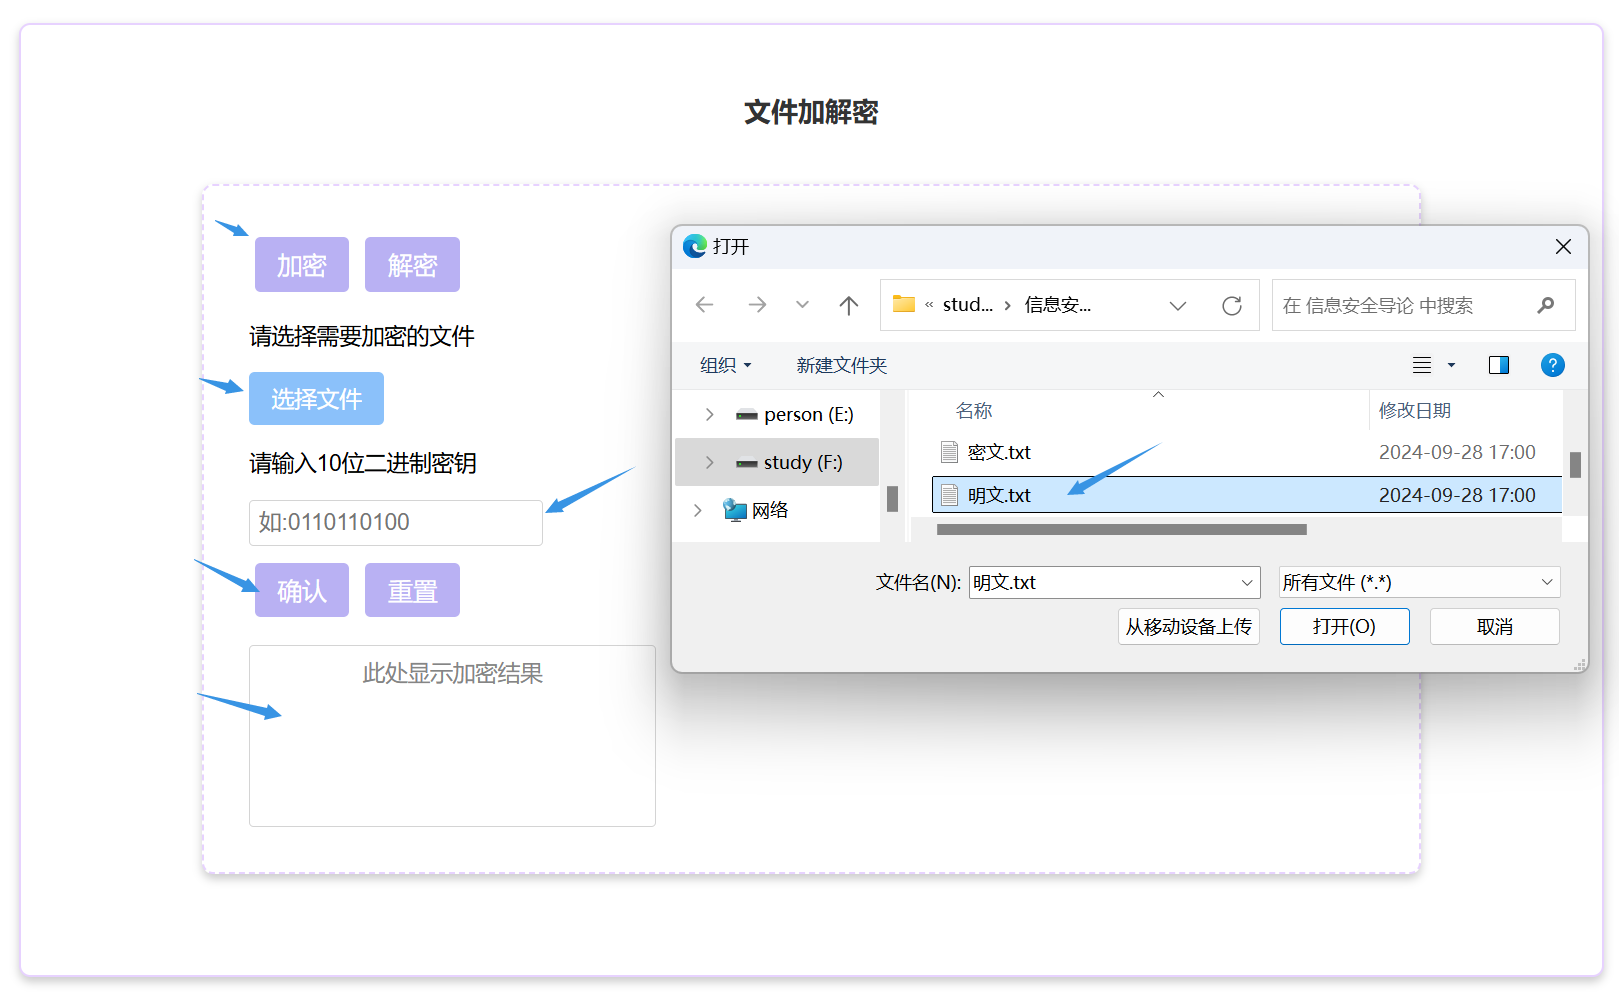 文件加解密
加密 解密
请选择需要加密的文件
选择文件
请输入10位二进制密钥
如:0110110100
确认 重置
此处显示加密结果
打开
« stud... › 信息安...
在 信息安全导论 中搜索
组织 新建文件夹
?
person (E:)
study (F:)
网络
名称 修改日期
密文.txt 2024-09-28 17:00
明文.txt 2024-09-28 17:00
文件名(N): 明文.txt 所有文件 (*.*)
从移动设备上传 打开(O) 取消